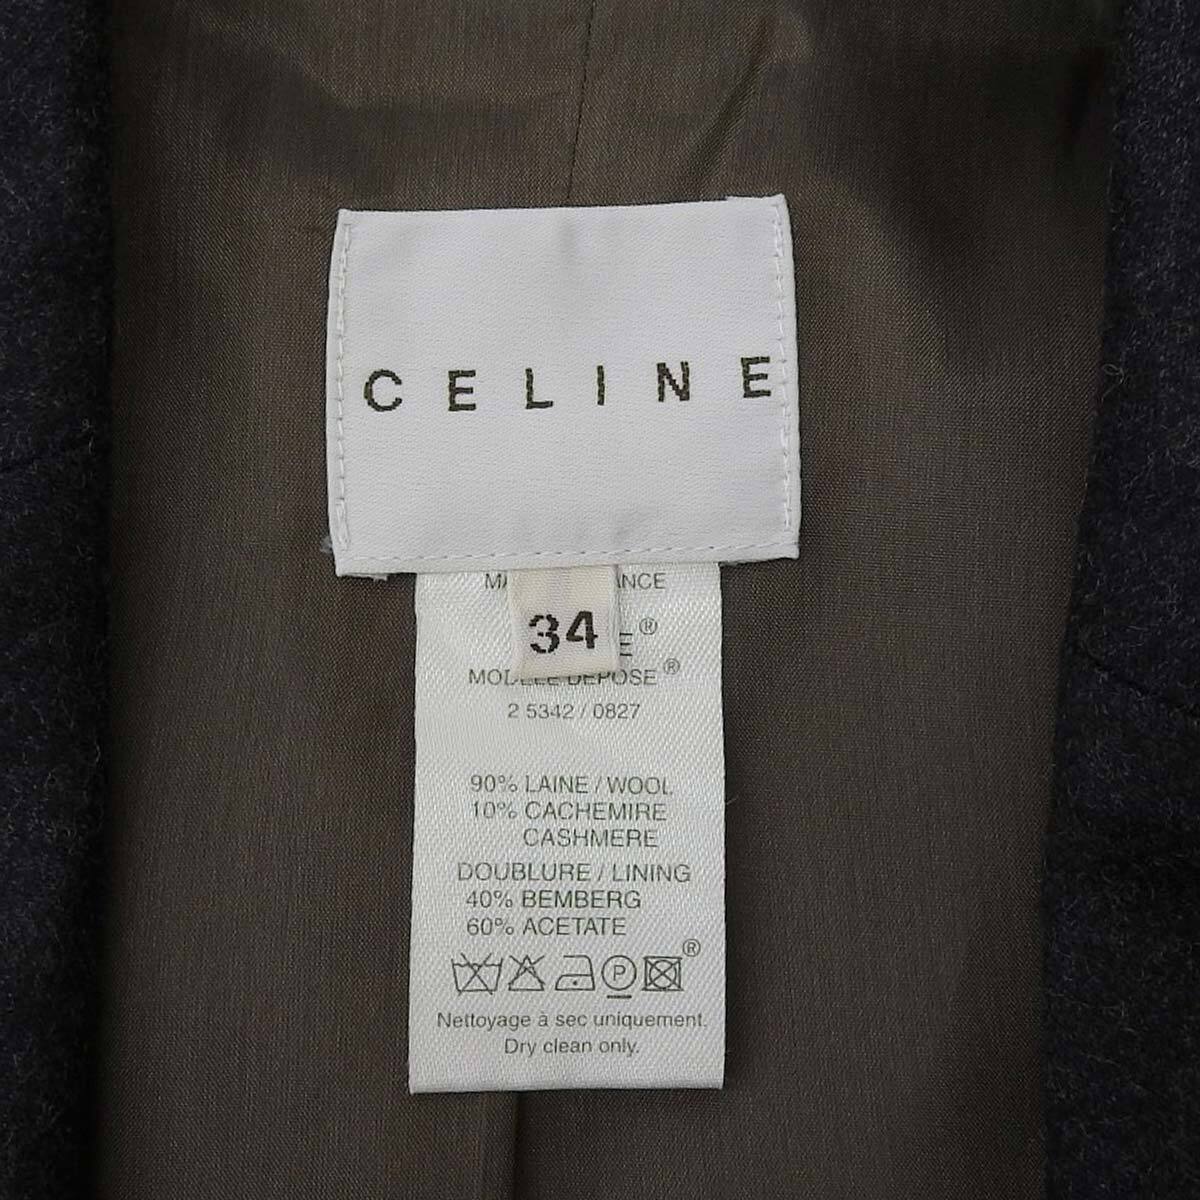 CELINE
34
MODELE DEPOSE®
2 5342 / 0827
90% LAINE / WOOL
10% CACHEMIRE
CASHMERE
DOUBLURE / LINING
40% BEMBERG
60% ACETATE
P
®
Nettoyage à sec uniquement.
Dry clean only.